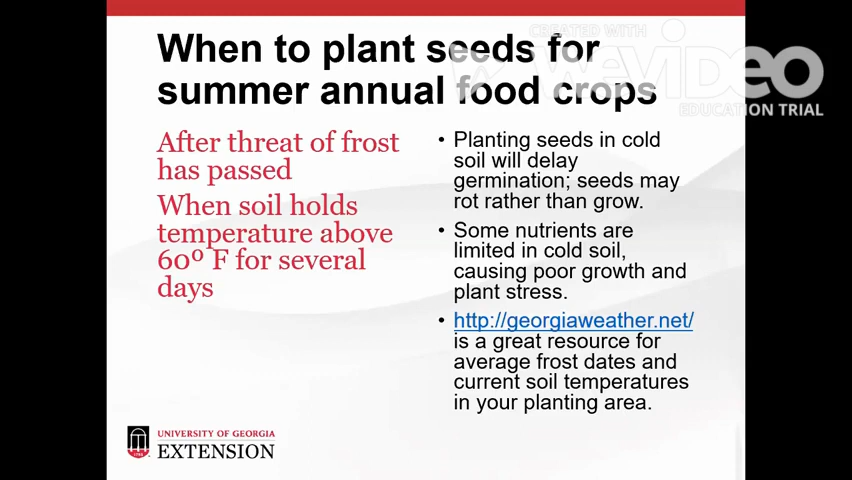 CREATED WITH
WeVideo
EDUCATION TRIAL
When to plant seeds for
summer annual food crops
After threat of frost
has passed
When soil holds
temperature above
60º F for several
days
• Planting seeds in cold
soil will delay
germination; seeds may
rot rather than grow.
• Some nutrients are
limited in cold soil,
causing poor growth and
plant stress.
• http://georgiaweather.net/
is a great resource for
average frost dates and
current soil temperatures
in your planting area.
UNIVERSITY OF GEORGIA
EXTENSION